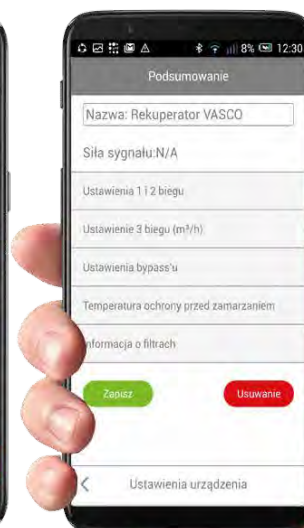 8% 12:30
Podsumowanie
Nazwa: Rekuperator VASCO
Siła sygnału:N/A
Ustawienia 1 i 2 biegu
Ustawienie 3 biegu (m³/h)
Ustawienia bypass'u
Temperatura ochrony przed zamarzaniem
nformacja o filtrach
Zapisz Usuwanie
Ustawienia urządzenia